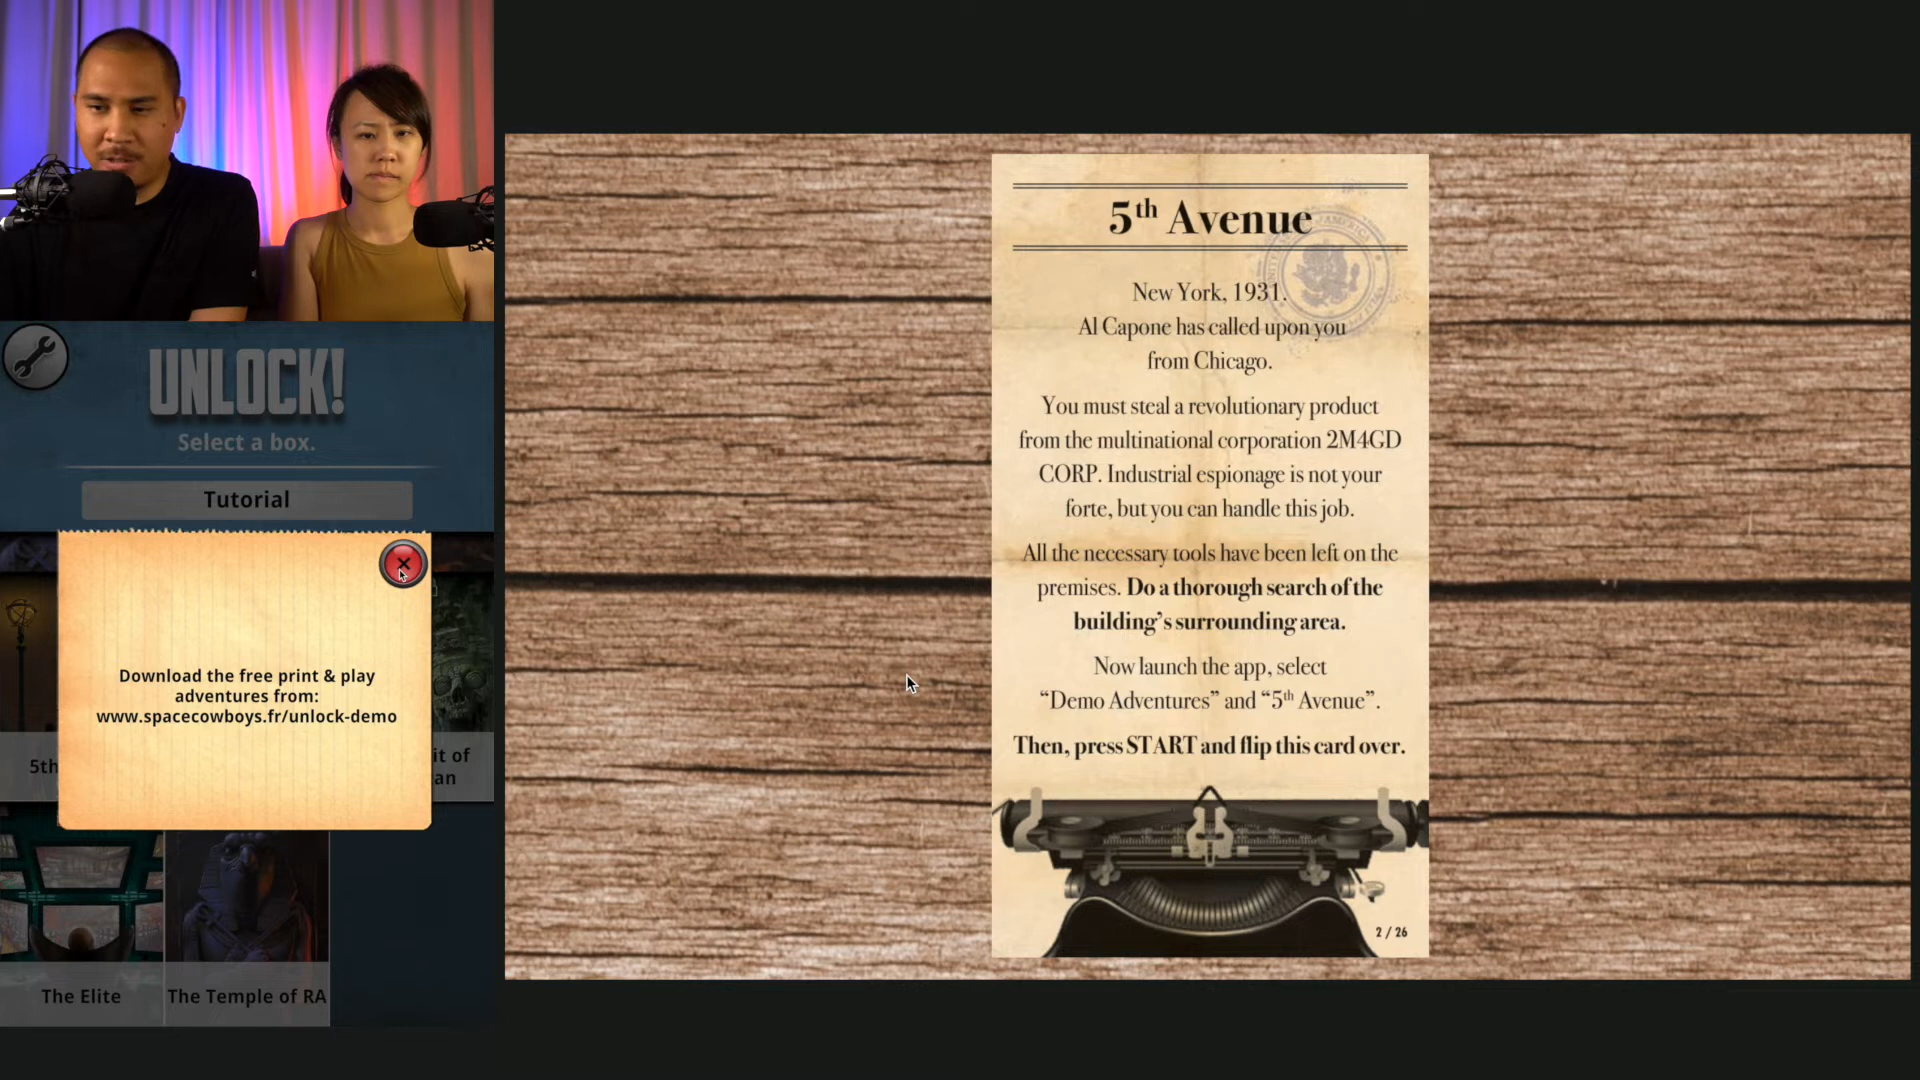 UNLOCK!
Select a box.
Tutorial
Download the free print & play
adventures from:
www.spacecowboys.fr/unlock-demo
5th
it of
an
The Elite
The Temple of RA
5th Avenue
New York, 1931.
Al Capone has called upon you
from Chicago.
You must steal a revolutionary product
from the multinational corporation 2M4GD
CORP. Industrial espionage is not your
forte, but you can handle this job.
All the necessary tools have been left on the
premises. Do a thorough search of the
building's surrounding area.
Now launch the app, select
“Demo Adventures” and “5th Avenue”.
Then, press START and flip this card over.
2 / 26